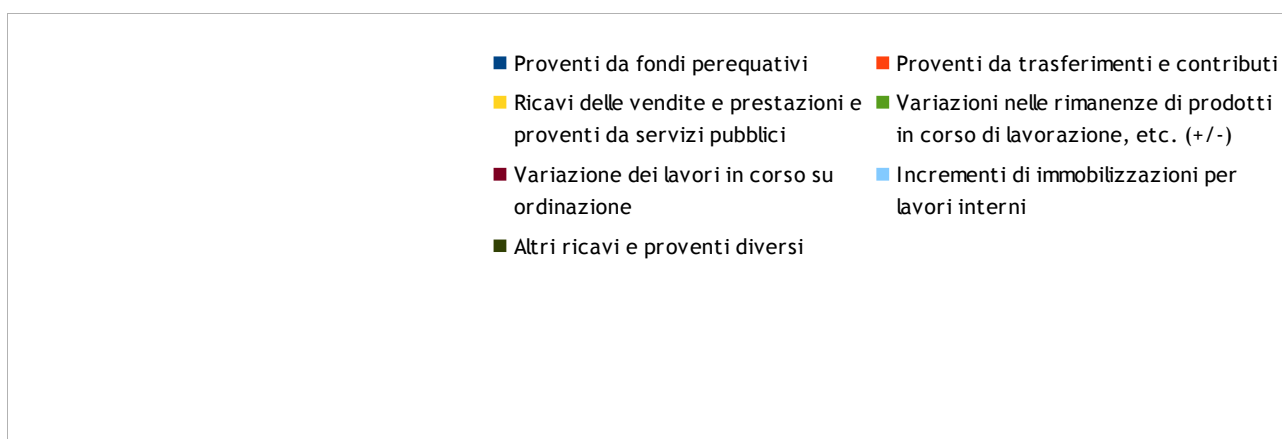 Proventi da fondi perequativi
Proventi da trasferimenti e contributi
Ricavi delle vendite e prestazioni e
proventi da servizi pubblici
Variazioni nelle rimanenze di prodotti
in corso di lavorazione, etc. (+/-)
Variazione dei lavori in corso su
ordinazione
Incrementi di immobilizzazioni per
lavori interni
Altri ricavi e proventi diversi